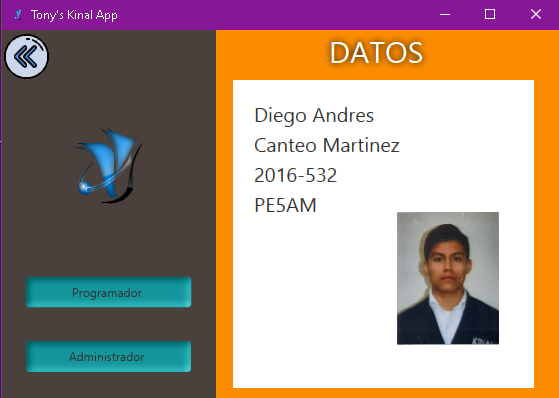 Tony's Kinal App
DATOS
Diego Andres
Canteo Martinez
2016-532
PE5AM
Programador
Administrador